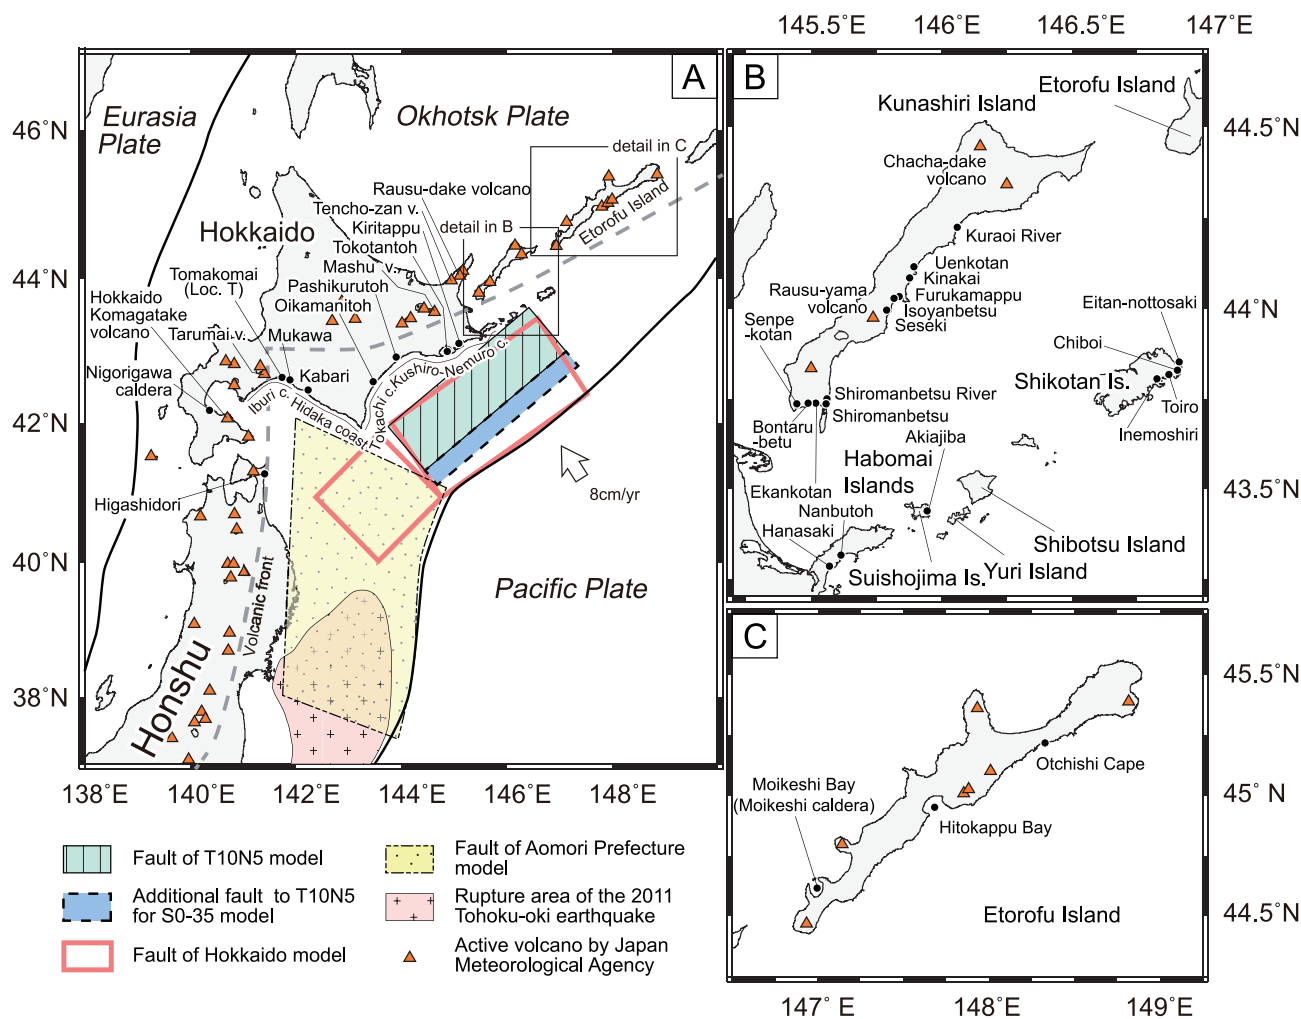 145.5˚E
146˚E
146.5˚E
147˚E
A
Eurasia
Plate
Okhotsk Plate
46˚N
44˚N
42˚N
40˚N
38˚N
detail in C
Rausu-dake volcano
Tencho-zan v.
Kiritappu
detail in B
Tokotantoh
Mashu v.
Pashikurutoh
Oikamanitoh
Etorofu Island
Hokkaido
Tomakomai
(Loc. T)
Hokkaido
Komagatake
volcano
Tarumai v.
Mukawa
Nigorigawa
caldera
Kabari
Iburi c.
Hidaka coast
Tokachi c.
Kushiro-Nemuro c.
Higashidori
8cm/yr
Pacific Plate
Volcanic front
Honshu
138˚E
140˚E
142˚E
144˚E
146˚E
148˚E
B
Etorofu Island
Kunashiri Island
44.5˚N
44˚N
43.5˚N
Chacha-dake
volcano
Kuraoi River
Uenkotan
Kinakai
Furukamappu
Isoyanbetsu
Seseki
Rausu-yama
volcano
Senpe
-kotan
Eitan-nottosaki
Chiboi
Shikotan Is.
Toiro
Inemoshiri
Shiromanbetsu River
Shiromanbetsu
Bontaru
-betu
Akiajiba
Habomai
Islands
Ekankotan
Nanbutoh
Hanasaki
Shibotsu Island
Yuri Island
Suishojima Is.
C
45.5˚N
45˚ N
44.5˚N
Otchishi Cape
Moikeshi Bay
(Moikeshi caldera)
Hitokappu Bay
Etorofu Island
147˚ E
148˚ E
149˚ E
Fault of T10N5 model
Additional fault to T10N5
for S0-35 model
Fault of Hokkaido model
Fault of Aomori Prefecture
model
Rupture area of the 2011
Tohoku-oki earthquake
Active volcano by Japan
Meteorological Agency